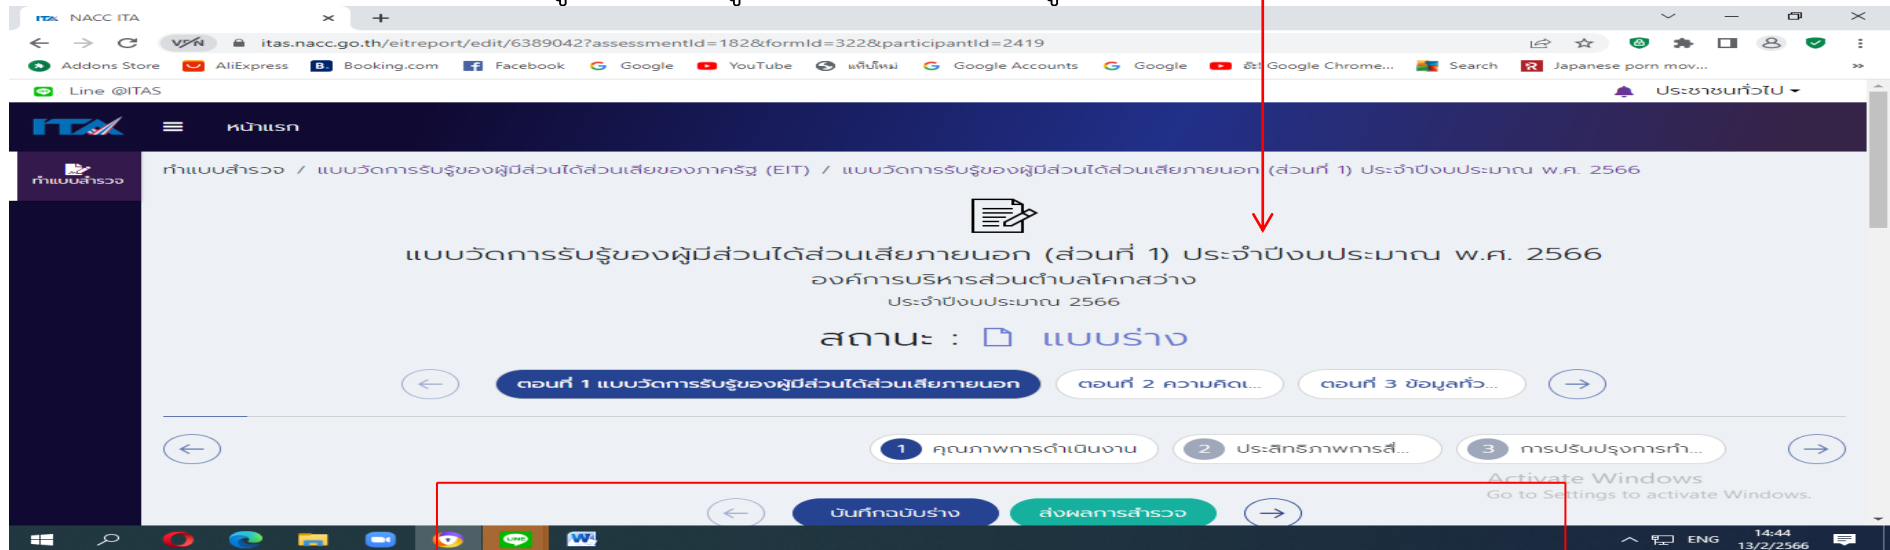 ITA NACC ITA
itas.nacc.go.th/eitreport/edit/6389042?assessmentId=182&formId=322&participantId=2419
Addons Store AliExpress B. Booking.com Facebook G Google YouTube แท็บใหม่ G Google Accounts G Google Google Chrome... Search Japanese porn mov... »
Line @ITAS ประชาชนทั่วไป
ITA หน้าแรก
ทำแบบสำรวจ
ทำแบบสำรวจ / แบบวัดการรับรู้ของผู้มีส่วนได้ส่วนเสียของภาครัฐ (EIT) / แบบวัดการรับรู้ของผู้มีส่วนได้ส่วนเสียภายนอก (ส่วนที่ 1) ประจำปีงบประมาณ พ.ศ. 2566
แบบวัดการรับรู้ของผู้มีส่วนได้ส่วนเสียภายนอก (ส่วนที่ 1) ประจำปีงบประมาณ พ.ศ. 2566
องค์การบริหารส่วนตำบลโคกสว่าง
ประจำปีงบประมาณ 2566
สถานะ : แบบร่าง
ตอนที่ 1 แบบวัดการรับรู้ของผู้มีส่วนได้ส่วนเสียภายนอก ตอนที่ 2 ความคิดเ... ตอนที่ 3 ข้อมูลทั่ว...
1 คุณภาพการดำเนินงาน 2 ประสิทธิภาพการสื่... 3 การปรับปรุงการทำ...
Activate Windows
Go to Settings to activate Windows.
บันทึกฉบับร่าง ส่งผลการสำรวจ
LINE W ENG 14:44
13/2/2566